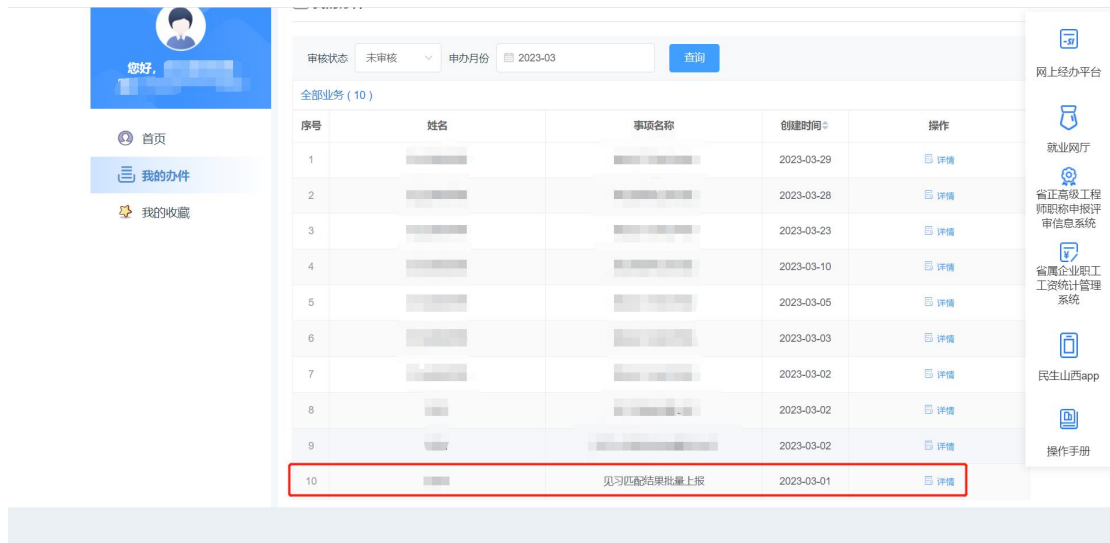 您好，
首页
我的办件
我的收藏
审核状态 未审核 申办月份 2023-03 查询
全部业务 ( 10 )
序号 姓名 事项名称 创建时间 操作
1 2023-03-29 详情
2 2023-03-28 详情
3 2023-03-23 详情
4 2023-03-10 详情
5 2023-03-05 详情
6 2023-03-03 详情
7 2023-03-02 详情
8 2023-03-02 详情
9 2023-03-02 详情
10 见习匹配结果批量上报 2023-03-01 详情
网上经办平台
就业网厅
省正高级工程
师职称申报评
审信息系统
省属企业职工
工资统计管理
系统
民生山西app
操作手册